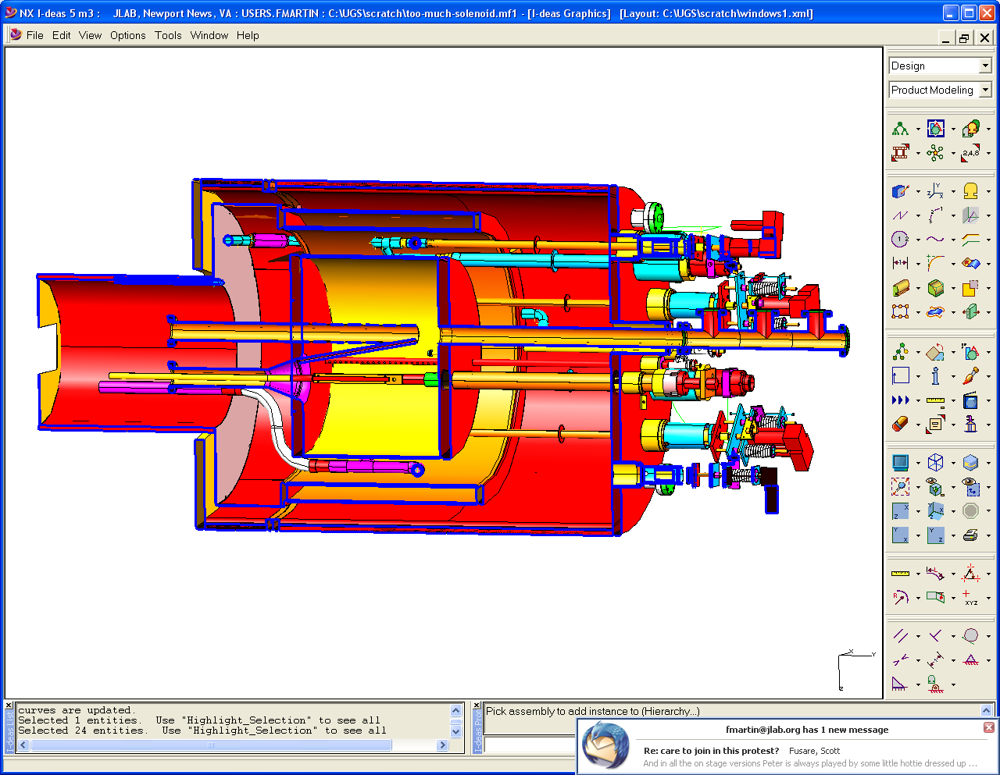 NX I-deas 5 m3 :    JLAB, Newport News, VA : USERS.FMARTIN : C:\UGS\scratch\too-much-solenoid.mf1 - [I-deas Graphics]   [Layout: C:\UGS\scratch\windows1.xml]
File Edit View Options Tools Window Help
Design
Product Modeling
2,4,8
Y
Z
X
1 2
X
Z
Z
X
Y
X
Y
Z
R
XYZ
X
Y
Z
I-deas List
curves are updated.
Selected 1 entities.  Use "Highlight_Selection" to see all
Selected 24 entities.  Use "Highlight_Selection" to see all
Pick assembly to add instance to (Hierarchy...)
fmartin@jlab.org has 1 new message
Re: care to join in this protest? Fusare, Scott
And in all the on stage versions Peter is always played by some little hottie dressed up ...